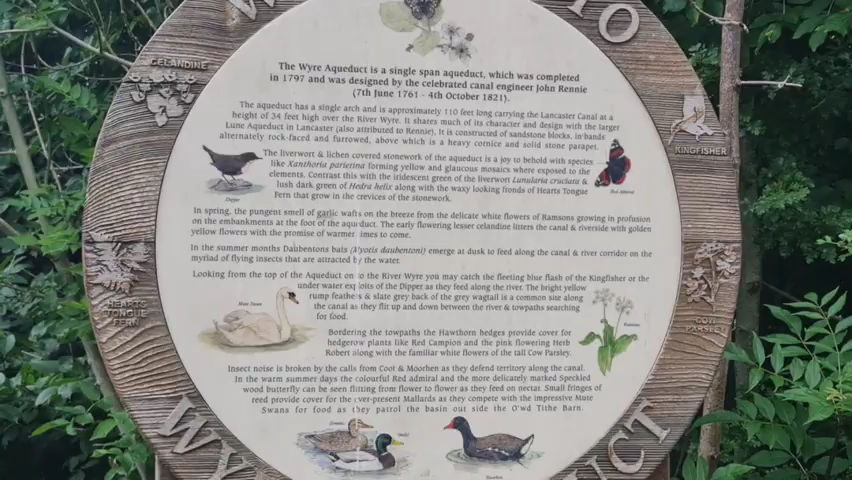 W
TO
CELANDINE
The Wyre Aqueduct is a single span aqueduct, which was completed
in 1797 and was designed by the celebrated canal engineer John Rennie
(7th June 1761 - 4th October 1821).
The aqueduct has a single arch and is approximately 110 feet long carrying the Lancaster Canal at a
height of 34 feet high over the River Wyre. It shares much of its character and design with the larger
Lune Aqueduct in Lancaster (also attributed to Rennie). It is constructed of sandstone blocks, in bands
alternately rock-faced and furrowed, above which is a heavy cornice and solid stone parapet.
KINGFISHER
The liverwort & lichen covered stonework of the aqueduct is a joy to behold with species
like Xanthoria parietina forming yellow and glaucous mosaics where exposed to the
elements. Contrast this with the iridescent green of the liverwort Lunularia cruciata &
lush dark green of Hedra helix along with the waxy looking fronds of Hearts Tongue
Fern that grow in the crevices of the stonework.
Dipper
Red Admiral
In spring, the pungent smell of garlic wafts on the breeze from the delicate white flowers of Ramsons growing in profusion
on the embankments at the foot of the aqueduct. The early flowering lesser celandine litters the canal & riverside with golden
yellow flowers with the promise of warmer times to come.
In the summer months Daubentons bats (Myotis daubentoni) emerge at dusk to feed along the canal & river corridor on the
myriad of flying insects that are attracted by the water.
Looking from the top of the Aqueduct on to the River Wyre you may catch the fleeting blue flash of the Kingfisher or the
under water exploits of the Dipper as they feed along the river. The bright yellow
rump feathers & slate grey back of the grey wagtail is a common site along
the canal as they flit up and down between the river & towpaths searching
for food.
HEARTS
TONGUE
FERN
Mute Swan
Ramsons
COW
PARSLEY
Bordering the towpaths the Hawthorn hedges provide cover for
hedgerow plants like Red Campion and the pink flowering Herb
Robert along with the familiar white flowers of the tall Cow Parsley.
Insect noise is broken by the calls from Coot & Moorhen as they defend territory along the canal.
In the warm summer days the colourful Red admiral and the more delicately marked Speckled
wood butterfly can be seen flitting from flower to flower as they feed on nectar. Small fringes of
reed provide cover for the ever-present Mallards as they compete with the impressive Mute
Swans for food as they patrol the basin out side the O'wd Tithe Barn.
Moorhen
WY
UCT